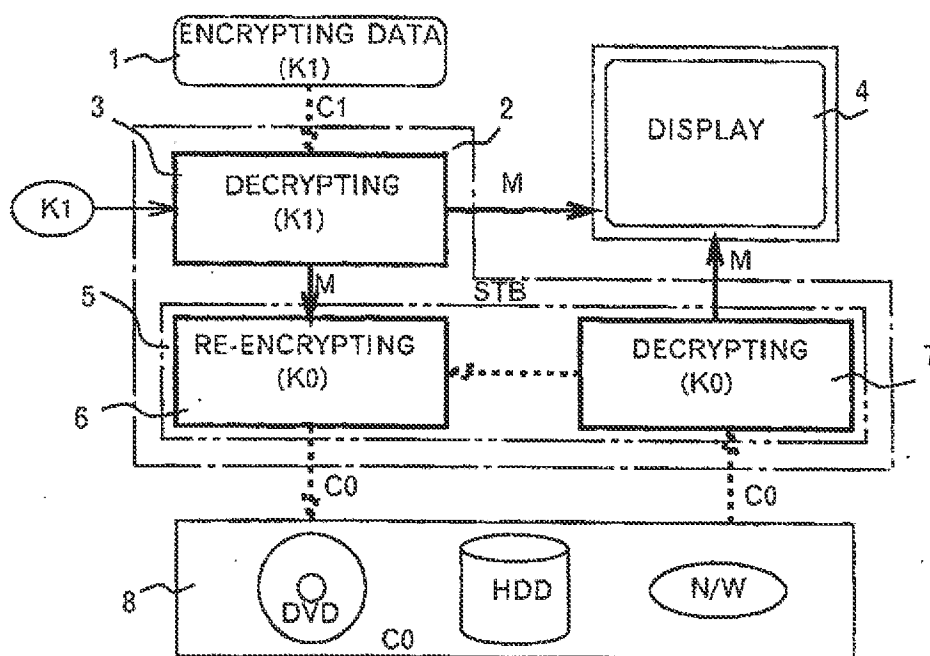 ENCRYPTING DATA
(K1)
1
C1
3
2
4
DISPLAY
DECRYPTING
(K1)
K1
M
M
M
STB
5
RE-ENCRYPTING
(K0)
DECRYPTING
(K0)
7
6
C0
C0
8
DVD
HDD
N/W
C0